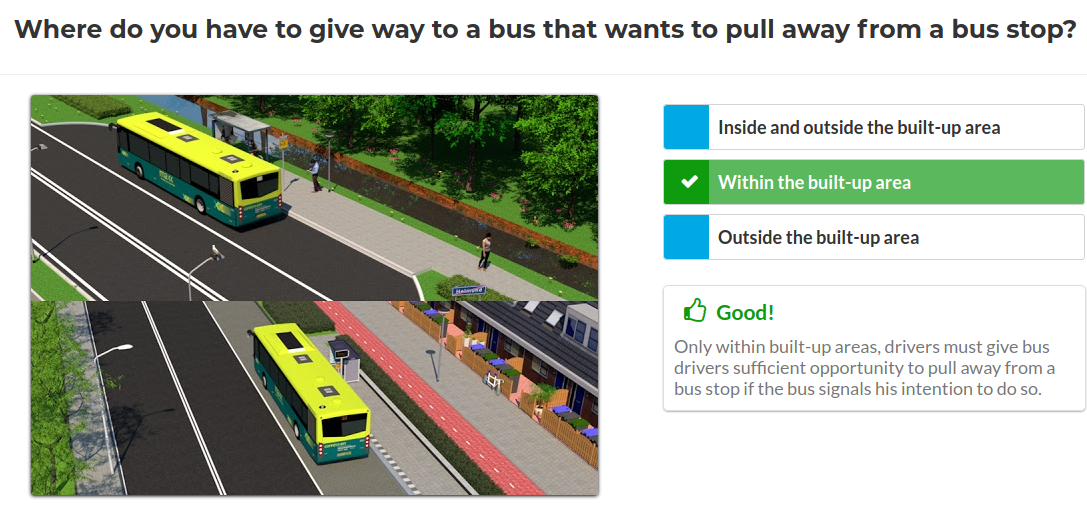 Where do you have to give way to a bus that wants to pull away from a bus stop?
Inside and outside the built-up area
Within the built-up area
Outside the built-up area
Good!
Only within built-up areas, drivers must give bus
drivers sufficient opportunity to pull away from a
bus stop if the bus signals his intention to do so.